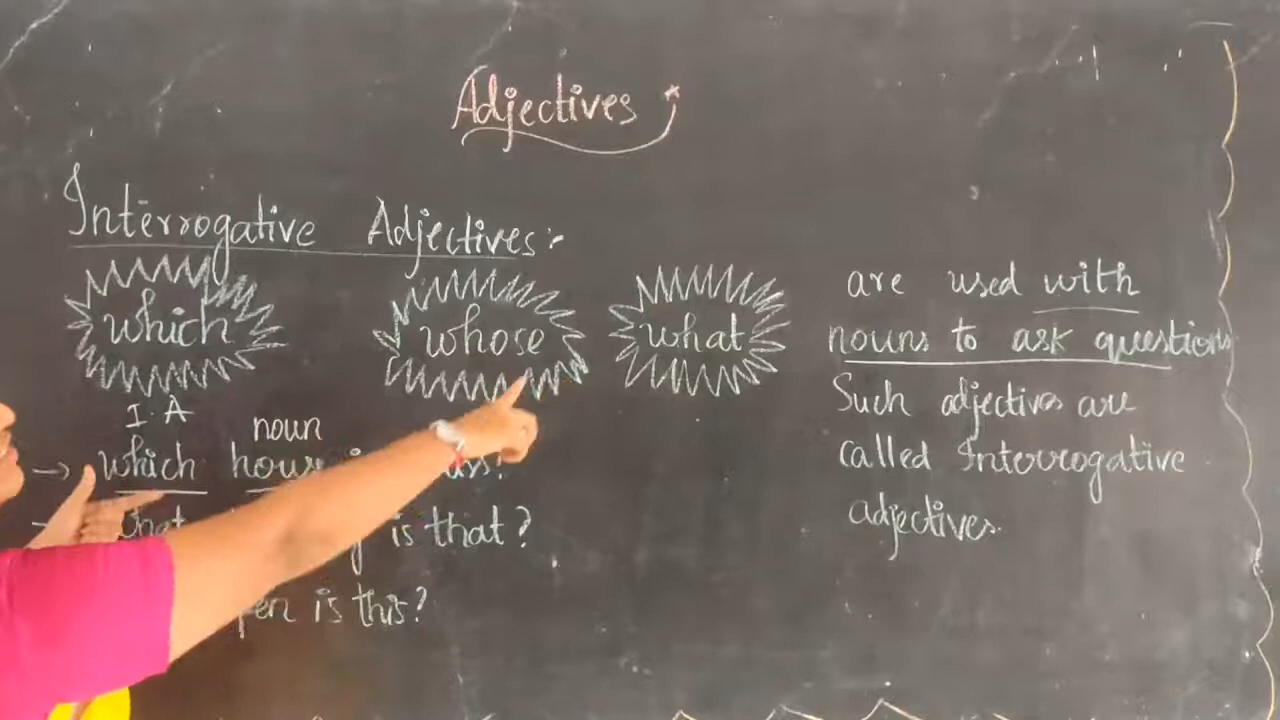 Adjectives
Interrogative Adjectives:-
which whose what
are used with
nouns to ask questions
Such adjectives are
called Interrogative
adjectives.
I. A
noun
→ which
what is that?
pen is this?